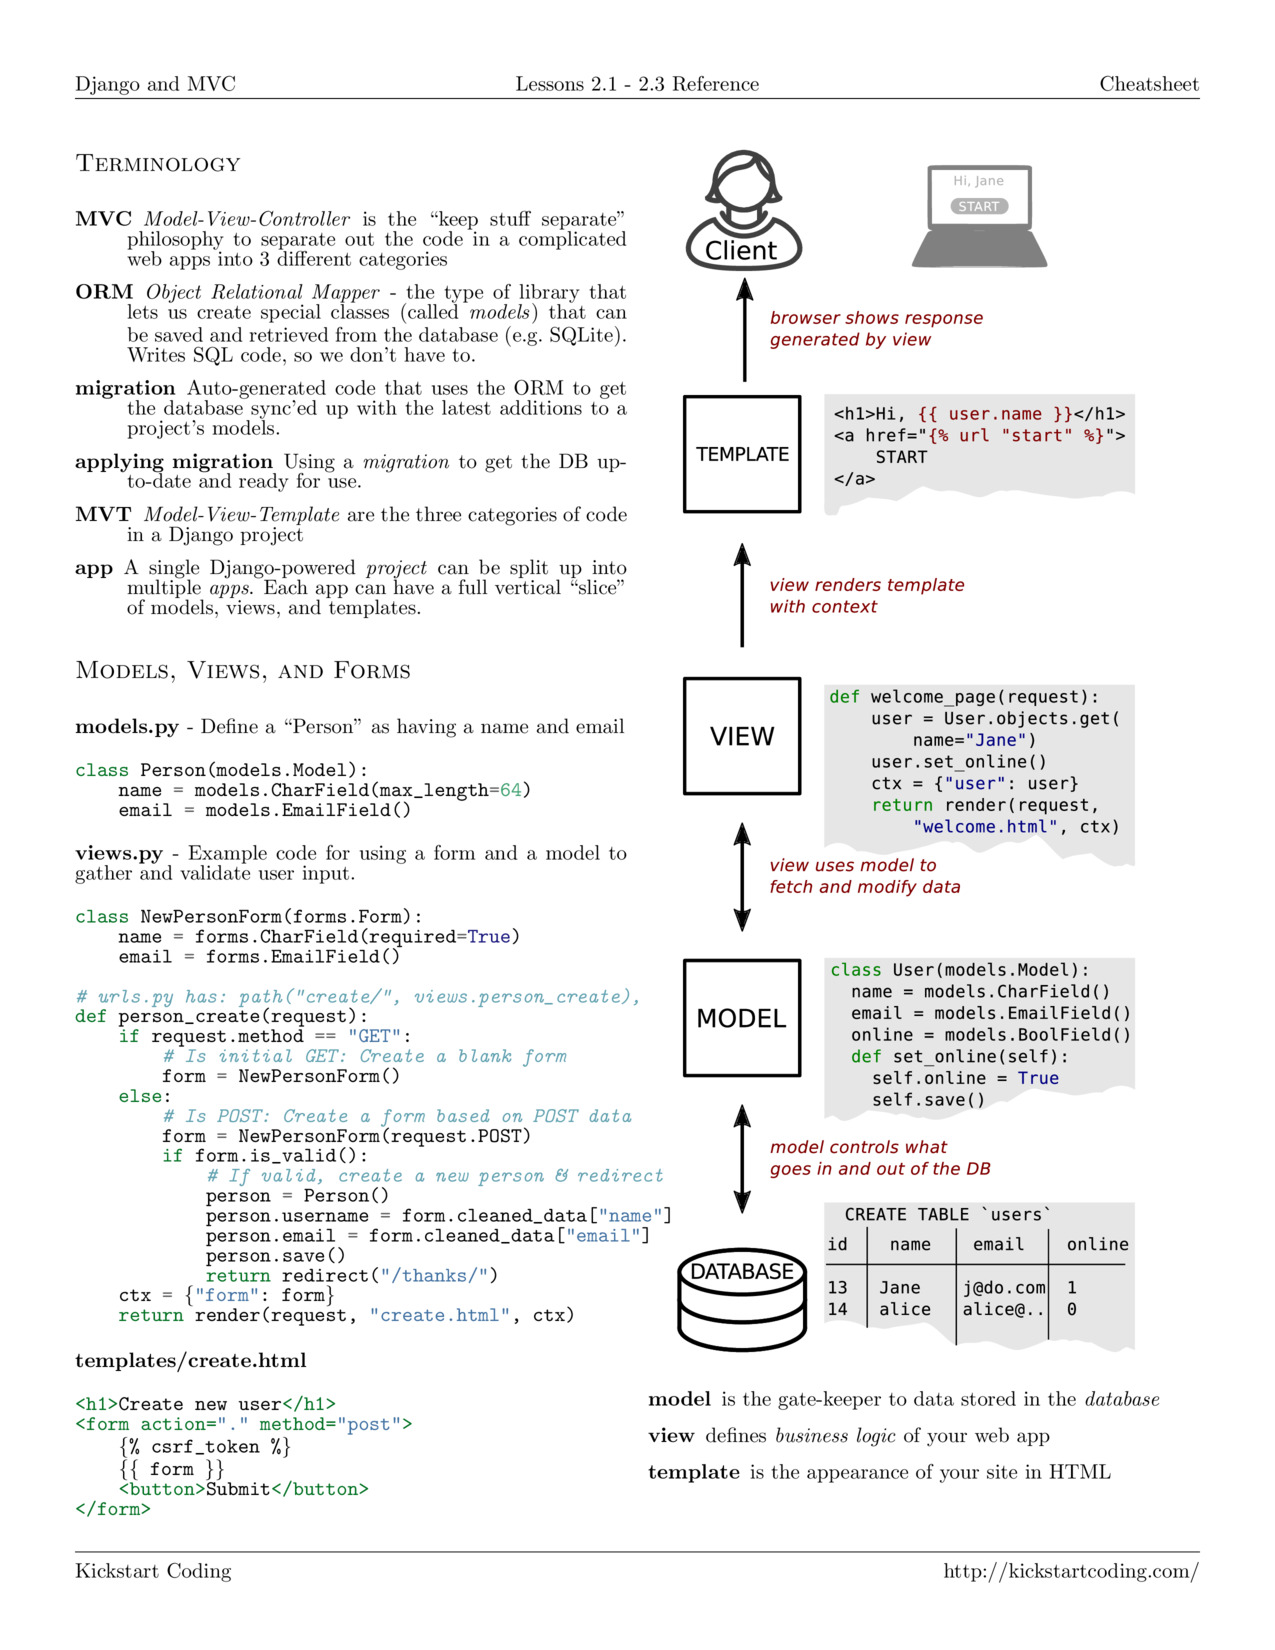 Django and MVC
Lessons 2.1 - 2.3 Reference
Cheatsheet
Terminology
MVC Model-View-Controller is the “keep stuff separate”
philosophy to separate out the code in a complicated
web apps into 3 different categories
ORM Object Relational Mapper - the type of library that
lets us create special classes (called models) that can
be saved and retrieved from the database (e.g. SQLite).
Writes SQL code, so we don’t have to.
migration Auto-generated code that uses the ORM to get
the database sync’ed up with the latest additions to a
project’s models.
applying migration Using a migration to get the DB up-
to-date and ready for use.
MVT Model-View-Template are the three categories of code
in a Django project
app A single Django-powered project can be split up into
multiple apps. Each app can have a full vertical “slice”
of models, views, and templates.
Models, Views, and Forms
models.py - Define a “Person” as having a name and email
class Person(models.Model):
    name = models.CharField(max_length=64)
    email = models.EmailField()
views.py - Example code for using a form and a model to
gather and validate user input.
class NewPersonForm(forms.Form):
    name = forms.CharField(required=True)
    email = forms.EmailField()
# urls.py has: path("create/", views.person_create),
def person_create(request):
    if request.method == "GET":
        # Is initial GET: Create a blank form
        form = NewPersonForm()
    else:
        # Is POST: Create a form based on POST data
        form = NewPersonForm(request.POST)
        if form.is_valid():
            # If valid, create a new person & redirect
            person = Person()
            person.username = form.cleaned_data["name"]
            person.email = form.cleaned_data["email"]
            person.save()
            return redirect("/thanks/")
    ctx = {"form": form}
    return render(request, "create.html", ctx)
templates/create.html
<h1>Create new user</h1>
<form action="." method="post">
    {% csrf_token %}
    {{ form }}
    <button>Submit</button>
</form>
Client
Hi, Jane
START
browser shows response
generated by view
TEMPLATE
<h1>Hi, {{ user.name }}</h1>
<a href="{% url "start" %}">
    START
</a>
view renders template
with context
VIEW
def welcome_page(request):
    user = User.objects.get(
        name="Jane")
    user.set_online()
    ctx = {"user": user}
    return render(request,
        "welcome.html", ctx)
view uses model to
fetch and modify data
MODEL
class User(models.Model):
  name = models.CharField()
  email = models.EmailField()
  online = models.BoolField()
  def set_online(self):
    self.online = True
    self.save()
model controls what
goes in and out of the DB
DATABASE
CREATE TABLE `users`
id name email online
13 Jane j@do.com 1
14 alice alice@.. 0
model is the gate-keeper to data stored in the database
view defines business logic of your web app
template is the appearance of your site in HTML
Kickstart Coding
http://kickstartcoding.com/